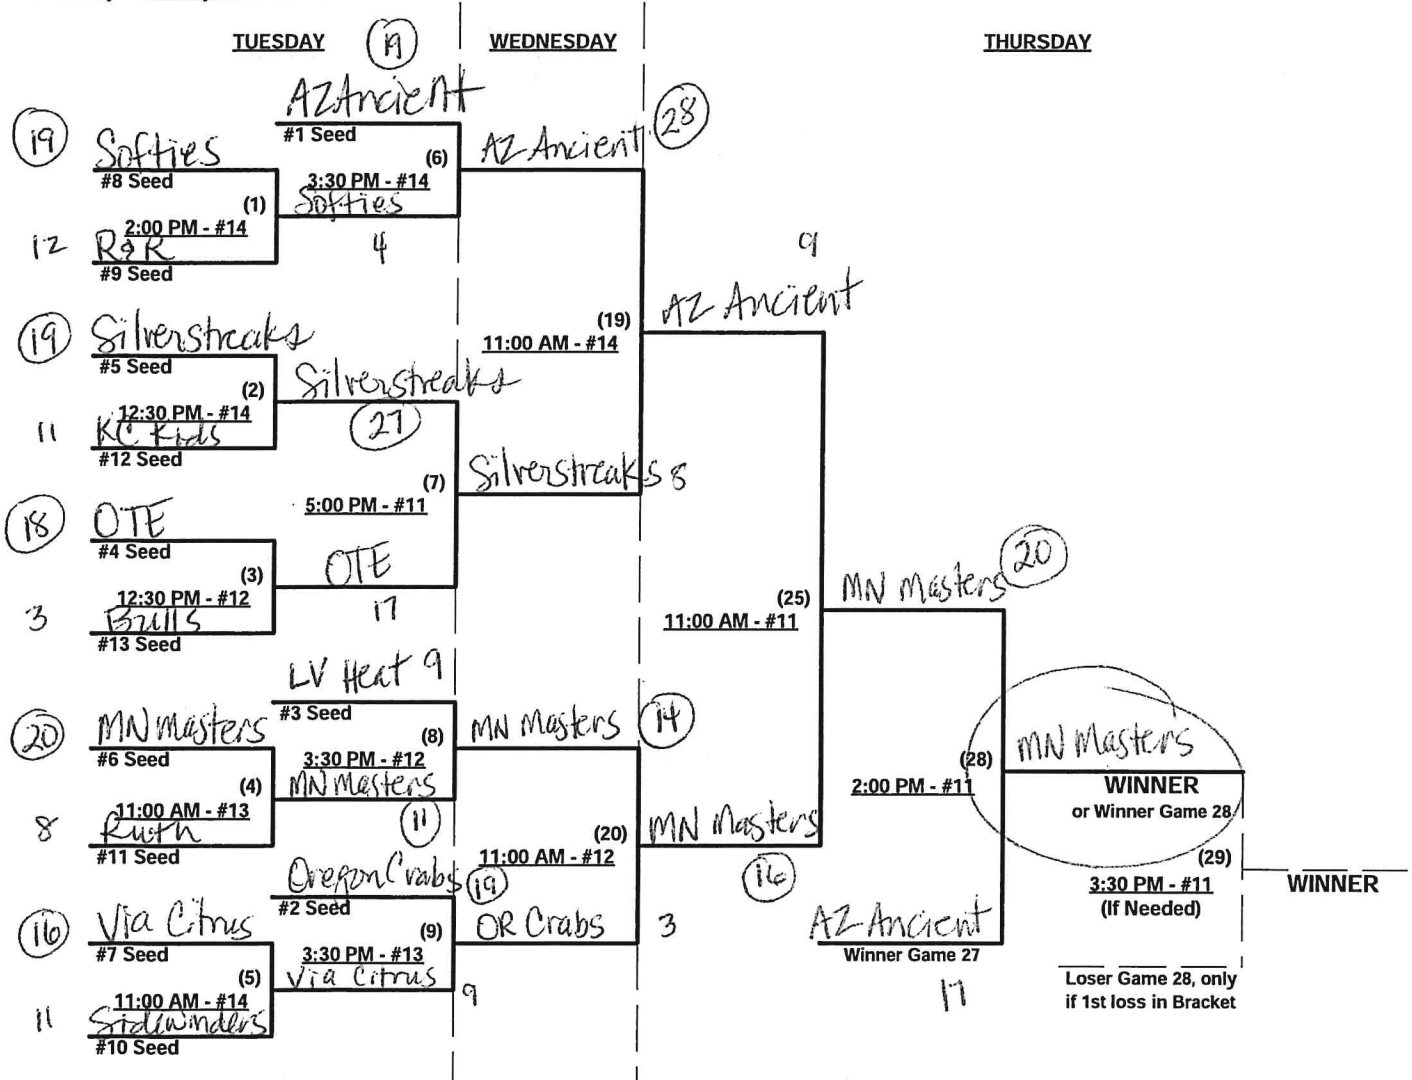 TUESDAY
WEDNESDAY
THURSDAY
19
AZ Ancient
#1 Seed
(6)
3:30 PM - #14
Softies
4
19
Softies
#8 Seed
(1)
2:00 PM - #14
12
R&R
#9 Seed
AZ Ancient
28
19
Silverstreaks
#5 Seed
(2)
12:30 PM - #14
11
KC Kids
#12 Seed
Silverstreaks
27
(7)
5:00 PM - #11
OTE
17
(19)
11:00 AM - #14
Silverstreaks 8
9
AZ Ancient
18
OTE
#4 Seed
(3)
12:30 PM - #12
3
Bulls
#13 Seed
LV Heat 9
#3 Seed
(8)
3:30 PM - #12
MN Masters
11
20
MN Masters
#6 Seed
(4)
11:00 AM - #13
8
Ruth
#11 Seed
MN Masters
14
(20)
11:00 AM - #12
OR Crabs
3
Oregon Crabs 19
#2 Seed
(9)
3:30 PM - #13
Via Citrus
9
16
Via Citrus
#7 Seed
(5)
11:00 AM - #14
11
Sidewinders
#10 Seed
(25)
11:00 AM - #11
MN Masters
16
MN Masters
20
(28)
2:00 PM - #11
AZ Ancient
Winner Game 27
17
MN Masters
WINNER
or Winner Game 28
(29)
3:30 PM - #11
(If Needed)
WINNER
Loser Game 28, only
if 1st loss in Bracket